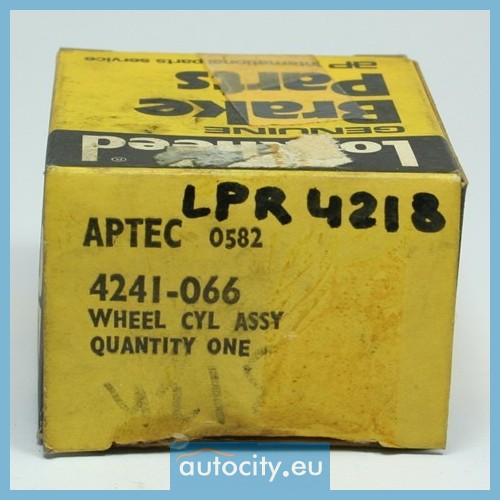 ap international parts service
Brake
Parts
GENUINE
Lockheed®
LPR 4218
APTEC 0582
4241-066
WHEEL CYL ASSY
QUANTITY ONE
autocity.eu